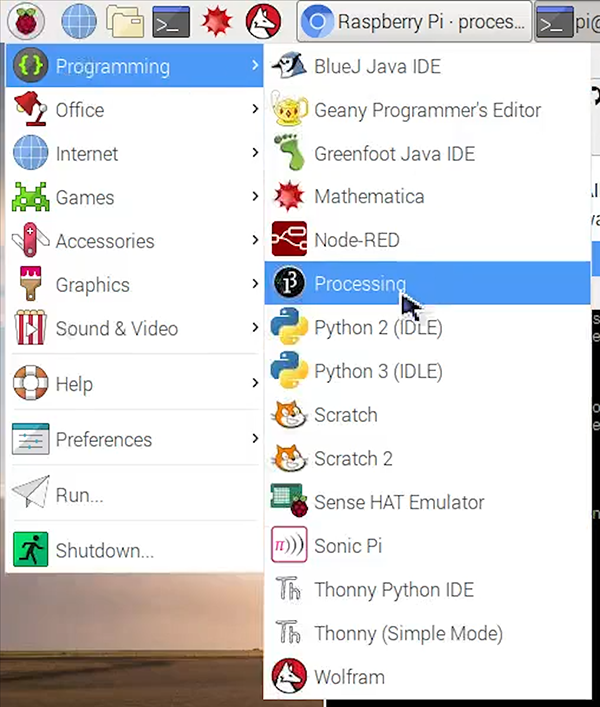 Raspberry Pi · proces...
pi@
Programming
Office
Internet
Games
Accessories
Graphics
Sound & Video
Help
Preferences
Run...
Shutdown...
BlueJ Java IDE
Geany Programmer's Editor
Greenfoot Java IDE
Mathematica
Node-RED
Processing
Python 2 (IDLE)
Python 3 (IDLE)
Scratch
Scratch 2
Sense HAT Emulator
Sonic Pi
Th Thonny Python IDE
Th Thonny (Simple Mode)
Wolfram